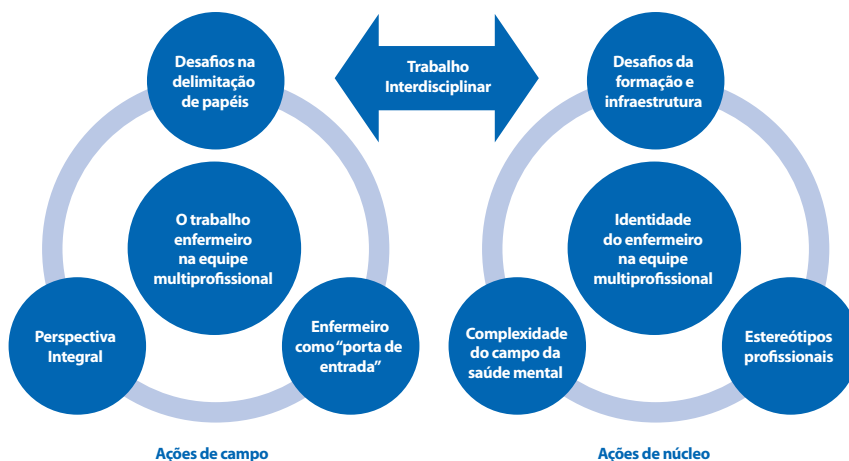 Desafios na
delimitação
de papéis
Trabalho
Interdisciplinar
Desafios da
formação e
infraestrutura
O trabalho
enfermeiro
na equipe
multiprofissional
Identidade
do enfermeiro
na equipe
multiprofissional
Perspectiva
Integral
Enfermeiro
como “porta de
entrada”
Complexidade
do campo da
saúde mental
Estereótipos
profissionais
Ações de campo
Ações de núcleo